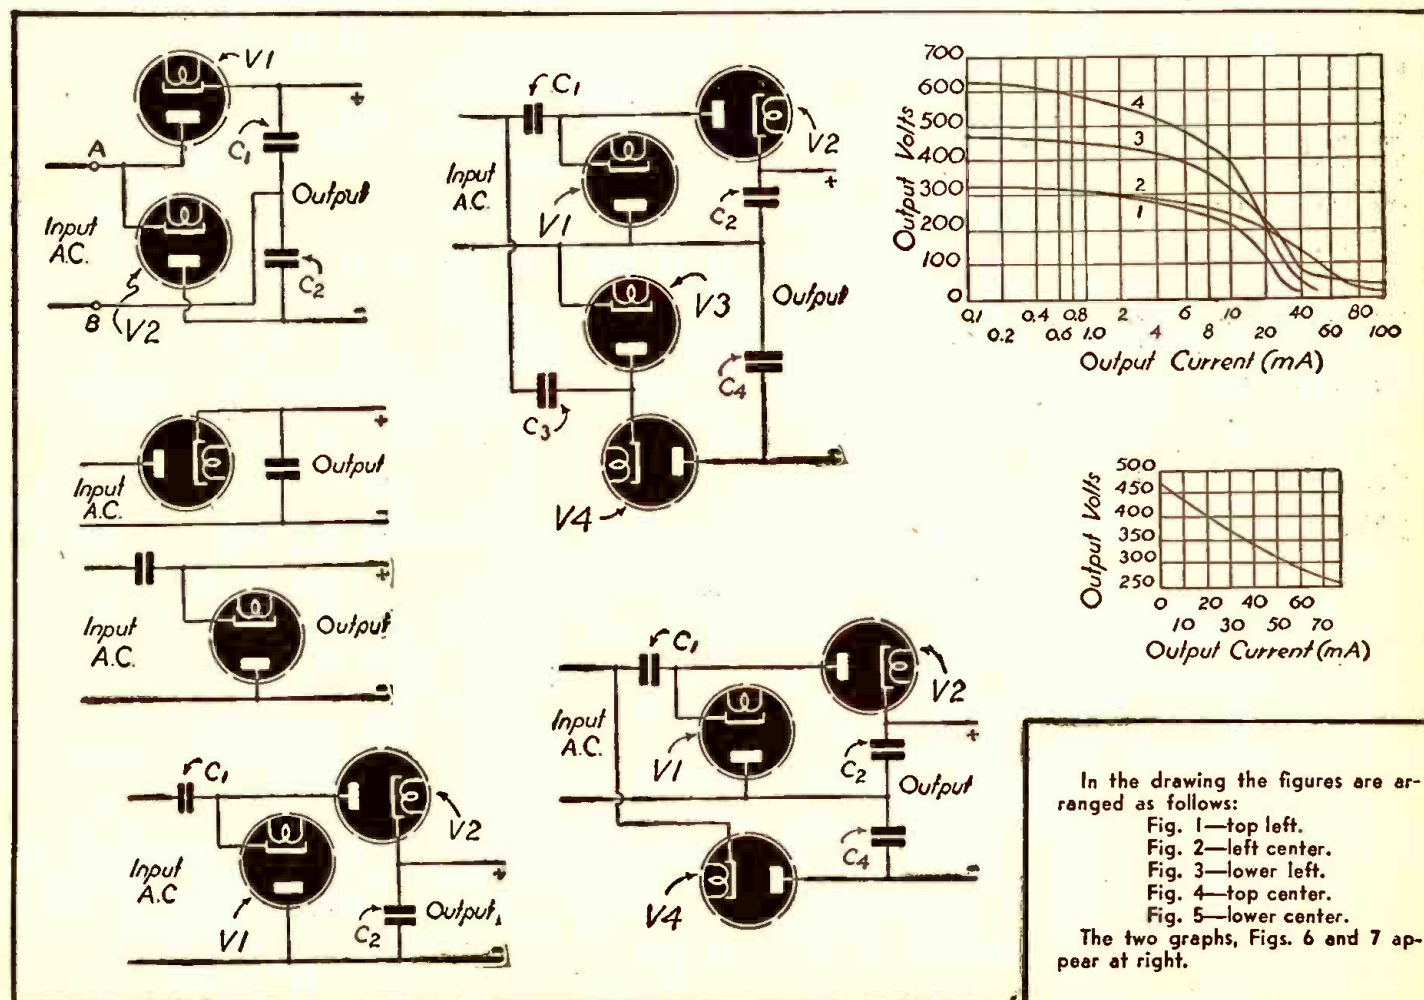 V1
+
C1
A
Output
Input
A.C.
C2
B
V2
-
C1
V2
Input
A.C.
+
C2
V1
V3
Output
C4
C3
-
V4
700
600
500
400
300
200
100
0
Output Volts
4
3
2
1
0,1 0.2 0.4 0.6 0.8 1.0 2 4 6 8 10 20 40 60 80 100
Output Current (mA)
+
Output
Input
A.C.
-
+
Input
A.C.
Output
-
500
450
400
350
300
250
Output Volts
0 10 20 30 40 50 60 70
Output Current (mA)
C1
V2
Input
A.C
+
C2
Output
V1
-
C1
V2
Input
A.C.
V1
+
C2
Output
C4
-
V4
In the drawing the figures are ar-
ranged as follows:
Fig. 1—top left.
Fig. 2—left center.
Fig. 3—lower left.
Fig. 4—top center.
Fig. 5—lower center.
The two graphs, Figs. 6 and 7 ap-
pear at right.